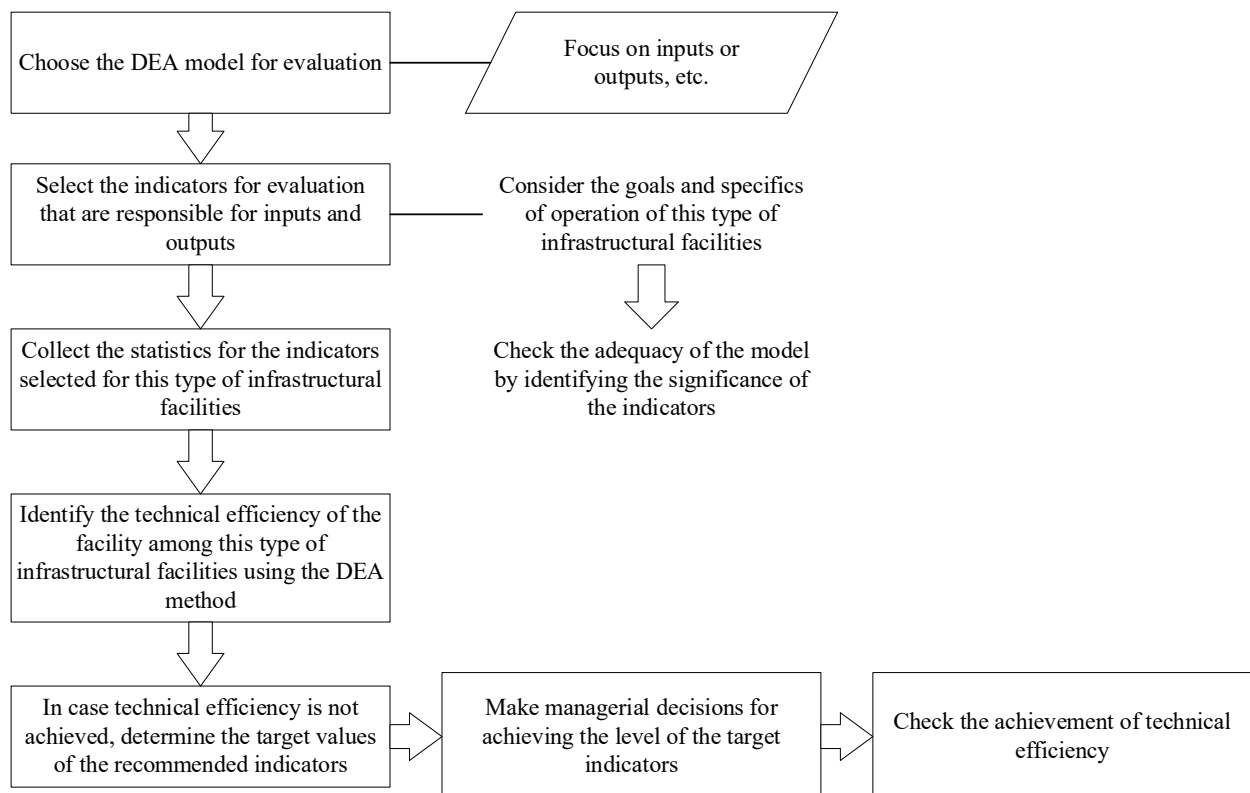 Choose the DEA model for evaluation
Focus on inputs or
outputs, etc.
Select the indicators for evaluation
that are responsible for inputs and
outputs
Consider the goals and specifics
of operation of this type of
infrastructural facilities
Collect the statistics for the indicators
selected for this type of infrastructural
facilities
Check the adequacy of the model
by identifying the significance of
the indicators
Identify the technical efficiency of the
facility among this type of
infrastructural facilities using the DEA
method
In case technical efficiency is not
achieved, determine the target values
of the recommended indicators
Make managerial decisions for
achieving the level of the target
indicators
Check the achievement of technical
efficiency